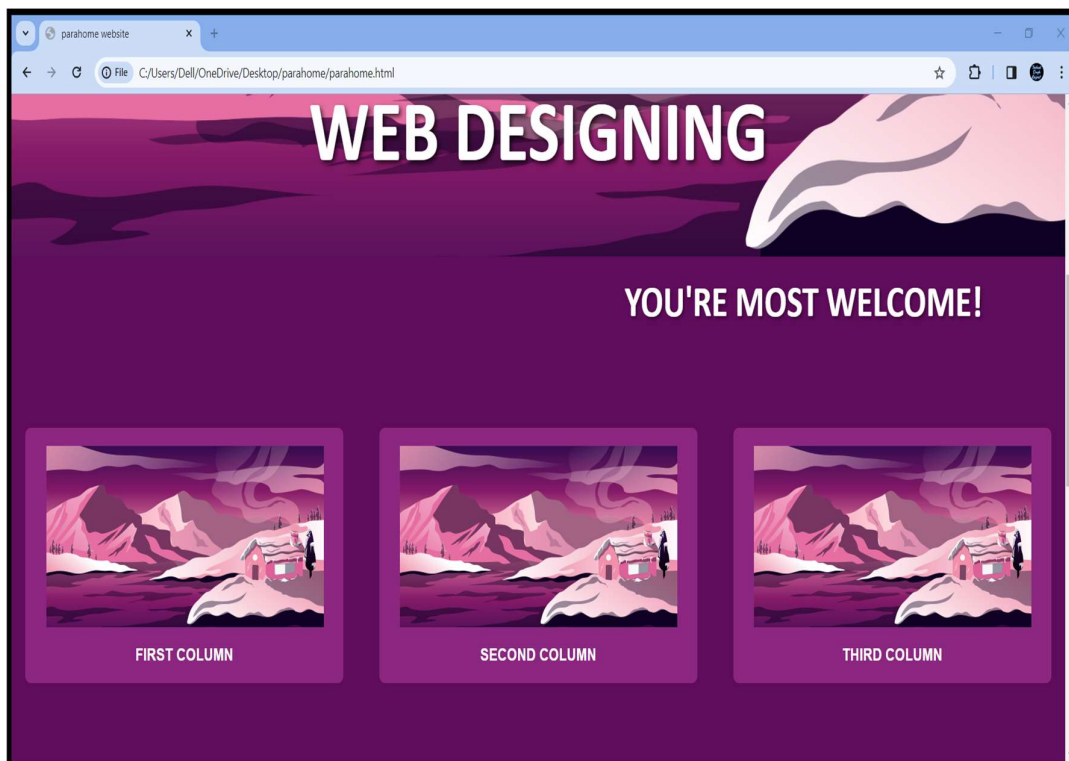 parahome website
File C:/Users/Dell/OneDrive/Desktop/parahome/parahome.html
WEB DESIGNING
YOU'RE MOST WELCOME!
FIRST COLUMN
SECOND COLUMN
THIRD COLUMN